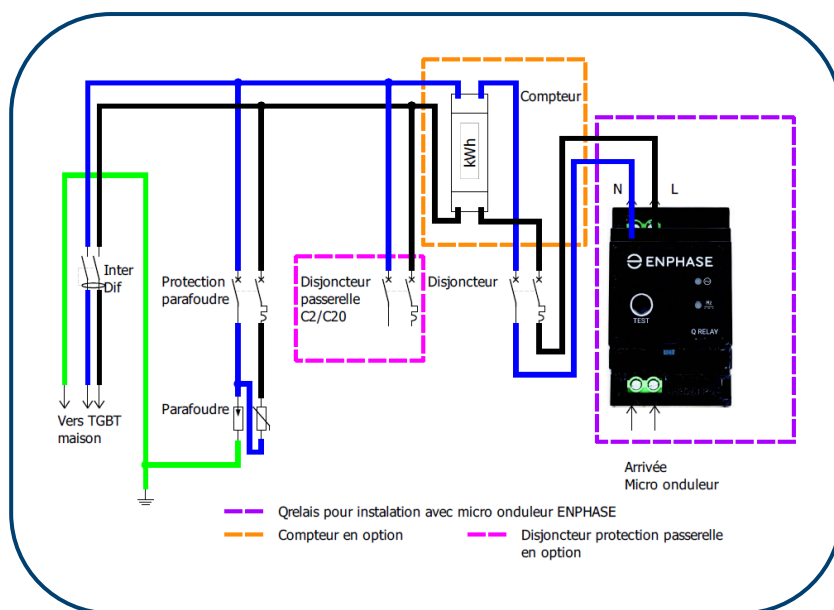 Compteur
kWh
N
L
Inter
Dif
Protection
parafoudre
Disjoncteur
passerelle
C2/C20
Disjoncteur
ENPHASE
TEST
Q RELAY
Parafoudre
Vers TGBT
maison
Arrivée
Micro onduleur
Qrelais pour instalation avec micro onduleur ENPHASE
Compteur en option
Disjoncteur protection passerelle
en option